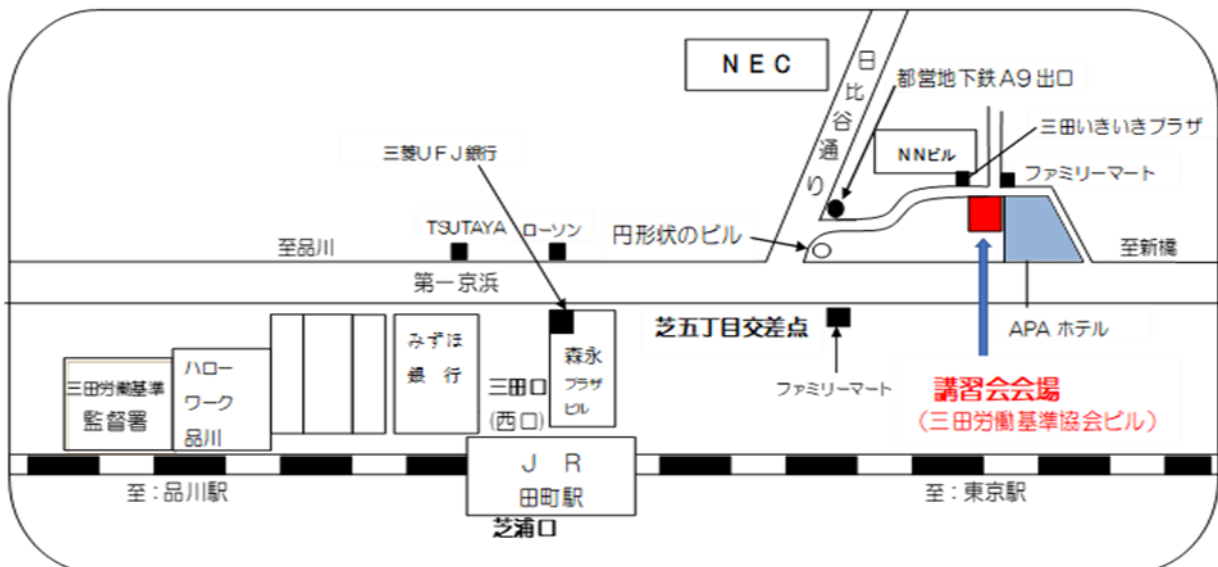 NEC
日比谷通り
都営地下鉄A9出口
三田いきいきプラザ
NNビル
三菱UFJ銀行
ファミリーマート
TSUTAYA
ローソン
円形状のビル
至品川
至新橋
第一京浜
芝五丁目交差点
APA ホテル
みずほ
銀 行
森永
プラザ
ビル
三田口
(西口)
ファミリーマート
講習会会場
(三田労働基準協会ビル)
ハロー
ワーク
品川
三田労働基準
監督署
J R
田町駅
至:品川駅
至:東京駅
芝浦口